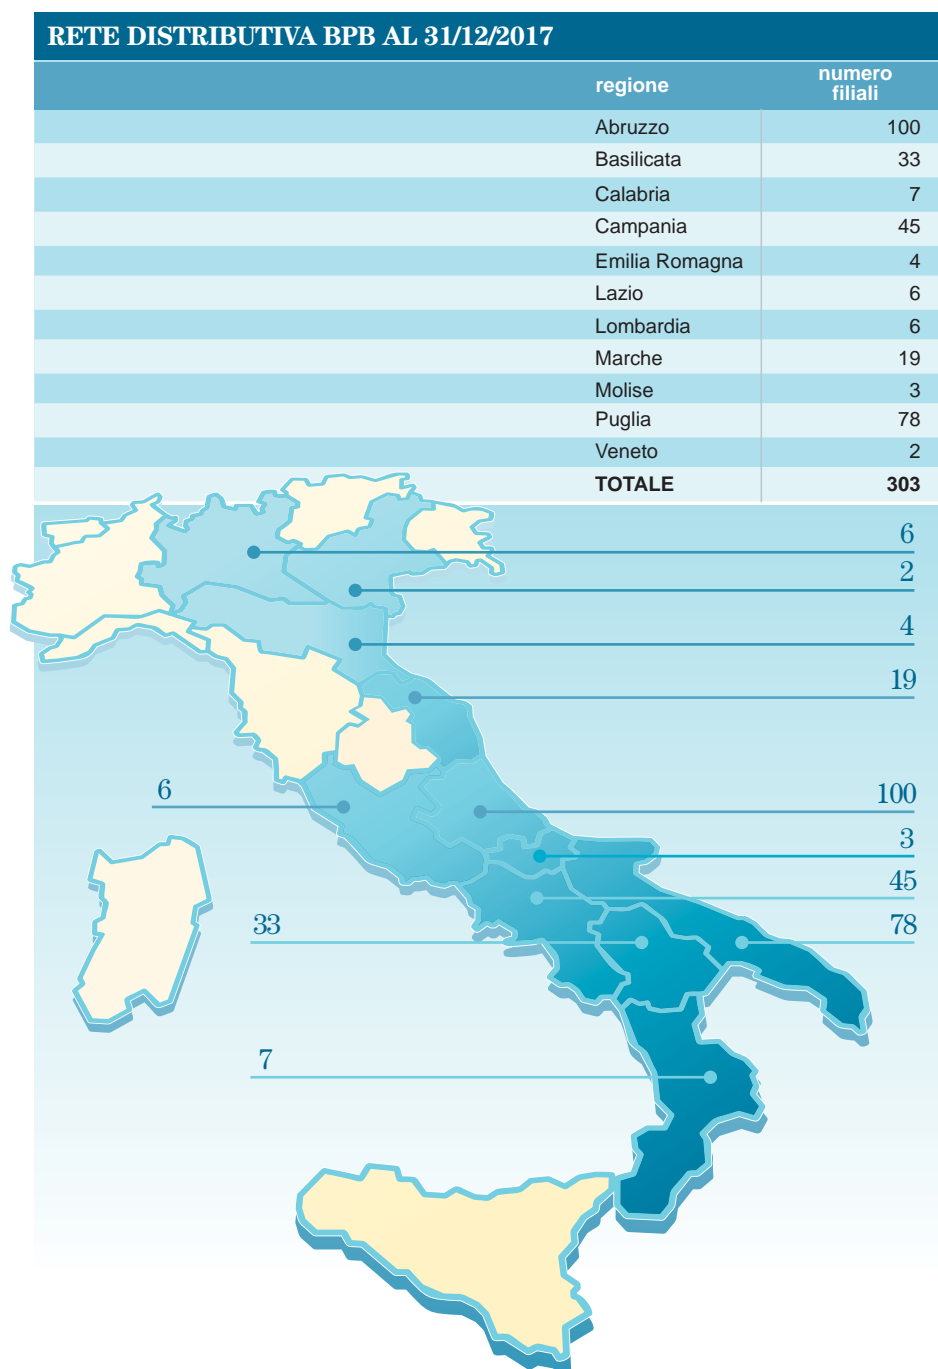 RETE DISTRIBUTIVA BPB AL 31/12/2017
regione numero filiali
Abruzzo 100
Basilicata 33
Calabria 7
Campania 45
Emilia Romagna 4
Lazio 6
Lombardia 6
Marche 19
Molise 3
Puglia 78
Veneto 2
TOTALE 303
6
2
4
19
6 100
3
45
33 78
7